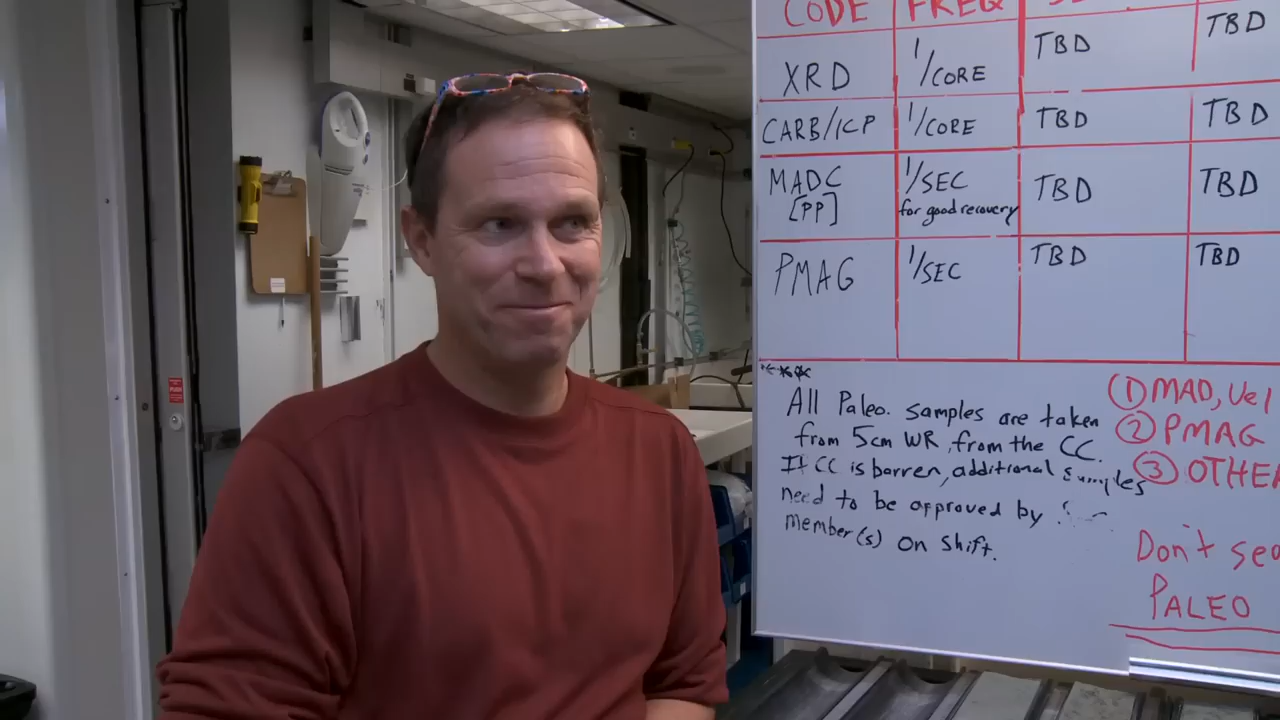 CODE FREQ
XRD 1/CORE TBD TBD
CARB/ICP 1/CORE TBD TBD
MADC 1/SEC TBD TBD
[PP] for good recovery
PMAG 1/SEC TBD TBD
All Paleo. samples are taken
from 5cm WR, from the CC.
If CC is barren, additional samples
need to be approved by
member(s) on shift.
(1) MAD, Vel
(2) PMAG
(3) OTHER
Don't
PALEO